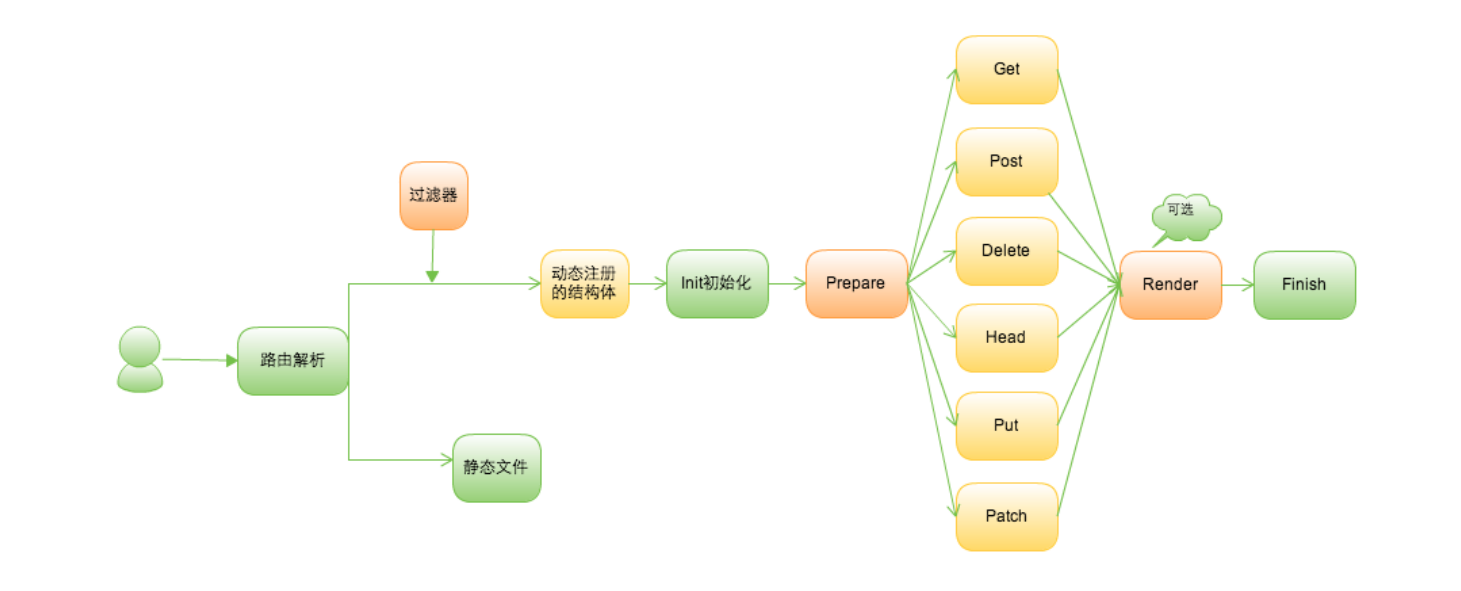 过滤器
路由解析
静态文件
动态注册
的结构体
Init初始化
Prepare
Get
Post
Delete
Head
Put
Patch
可选
Render
Finish